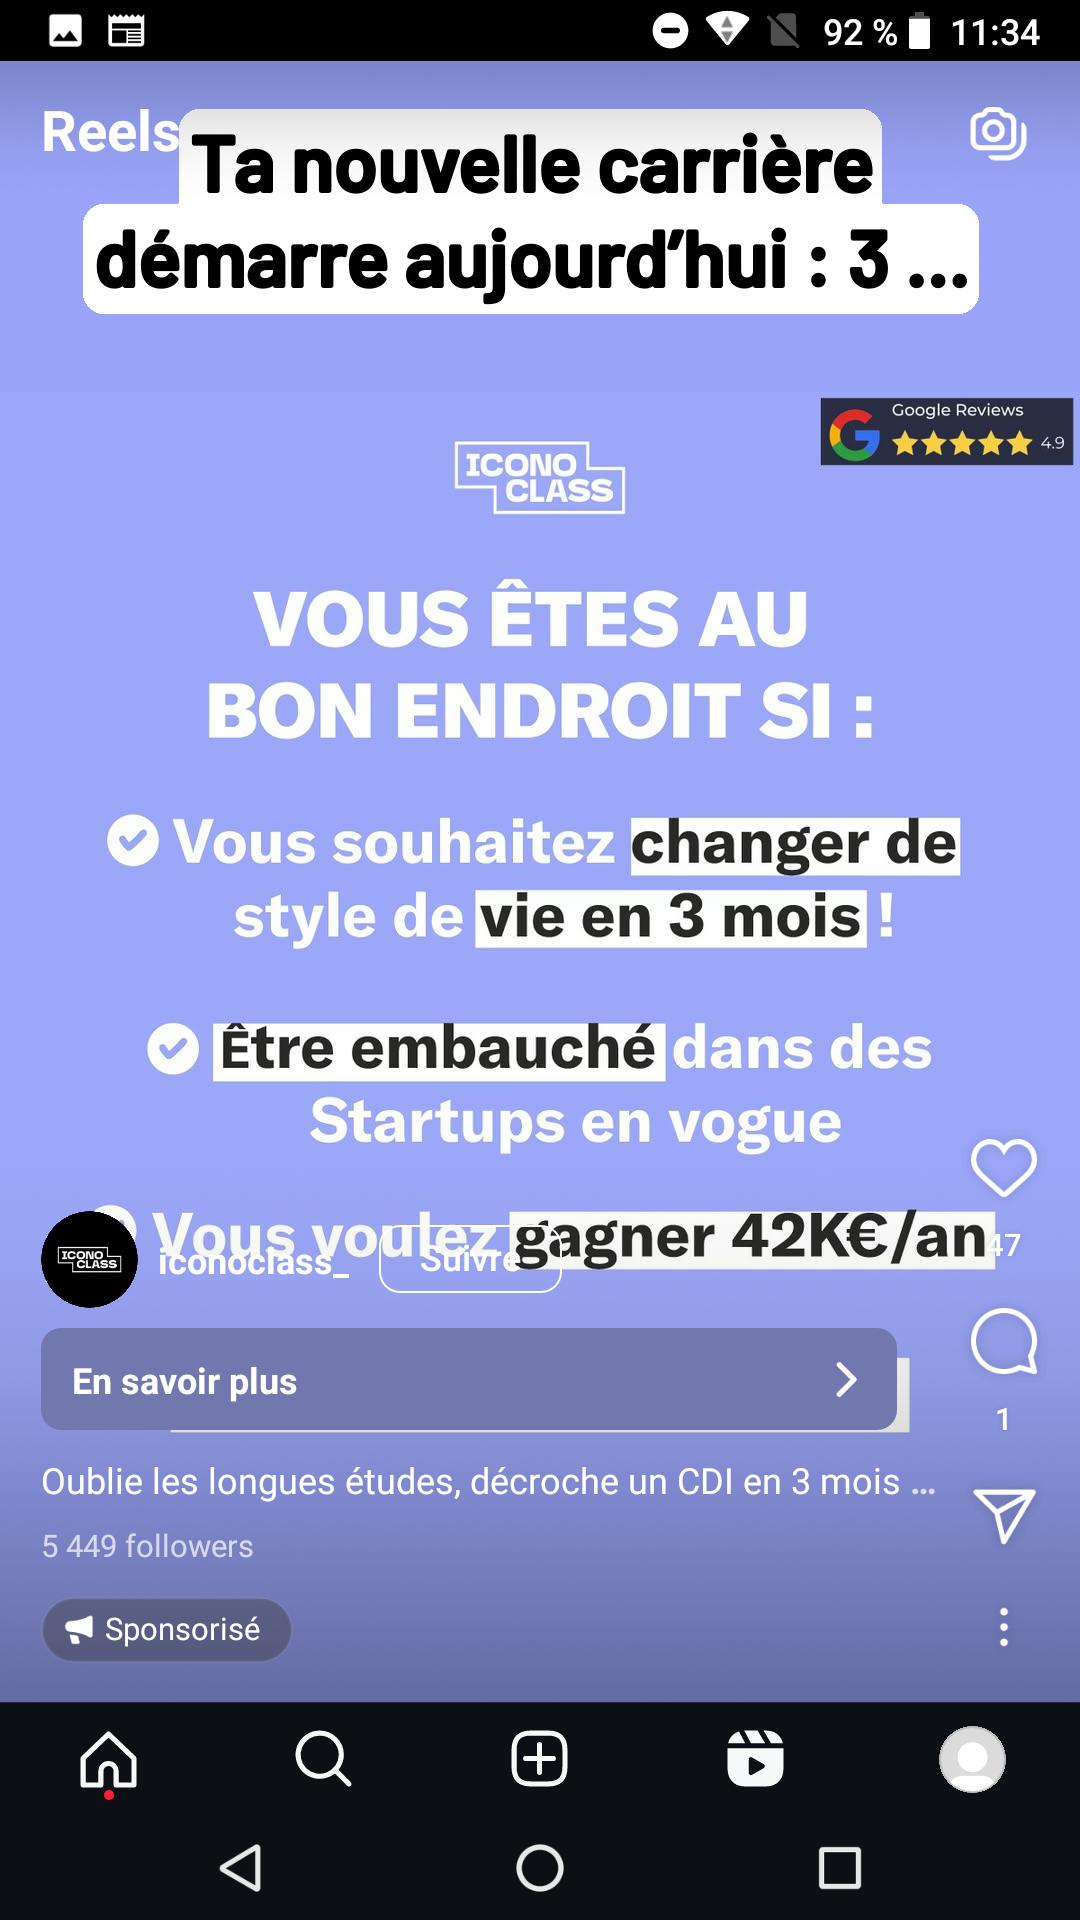 92 % 11:34
Reels
Ta nouvelle carrière
démarre aujourd'hui : 3 ...
Google Reviews
4.9
ICONO
CLASS
VOUS ÊTES AU
BON ENDROIT SI :
Vous souhaitez changer de
style de vie en 3 mois !
Être embauché dans des
Startups en vogue
Vous voulez gagner 42K€/an
47
ICONO
CLASS
iconoclass_ Suivre
En savoir plus
1
Oublie les longues études, décroche un CDI en 3 mois ...
5 449 followers
Sponsorisé